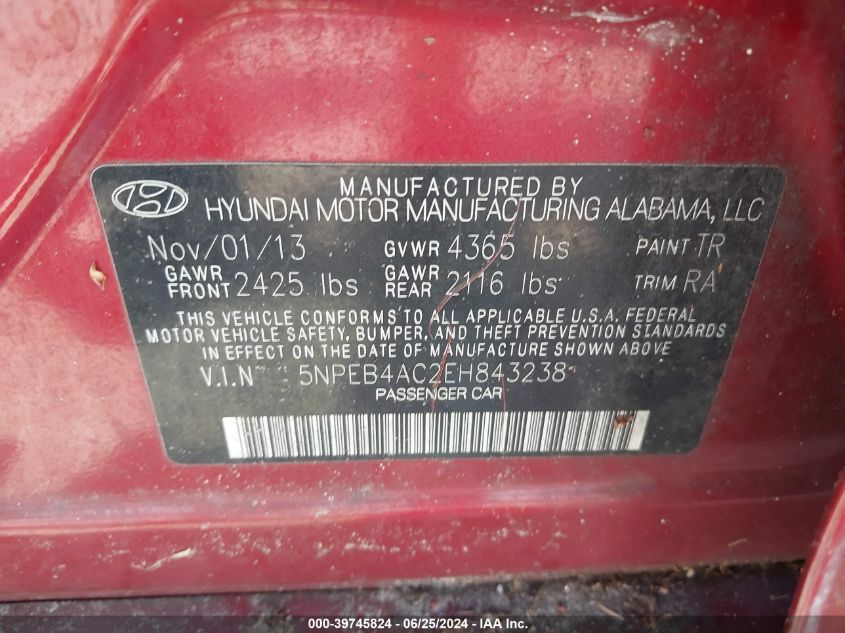 MANUFACTURED BY
HYUNDAI MOTOR MANUFACTURING ALABAMA, LLC
Nov/01/13 GVWR 4365 lbs PAINT TR
GAWR FRONT 2425 lbs GAWR REAR 2116 lbs TRIM RA
THIS VEHICLE CONFORMS TO ALL APPLICABLE U.S.A. FEDERAL
MOTOR VEHICLE SAFETY, BUMPER, AND THEFT PREVENTION STANDARDS
IN EFFECT ON THE DATE OF MANUFACTURE SHOWN ABOVE
V.I.N 5NPEB4AC2EH843238
PASSENGER CAR
000-39745824 - 06/25/2024 - IAAI Inc.